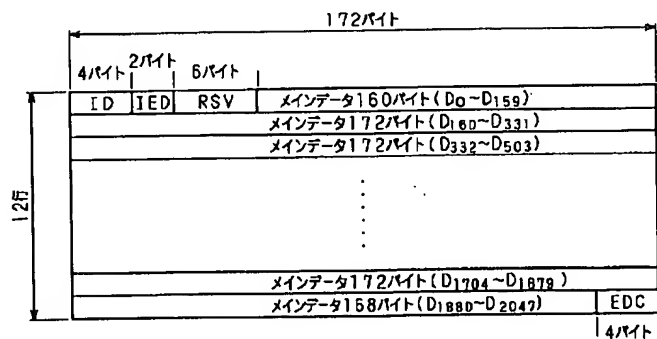 172バイト
4バイト 2バイト 6バイト
ID IED RSV メインデータ160バイト(D0~D159)
メインデータ172バイト(D160~D331)
メインデータ172バイト(D332~D503)
12行
メインデータ172バイト(D1704~D1879)
メインデータ168バイト(D1880~D2047) EDC
4バイト